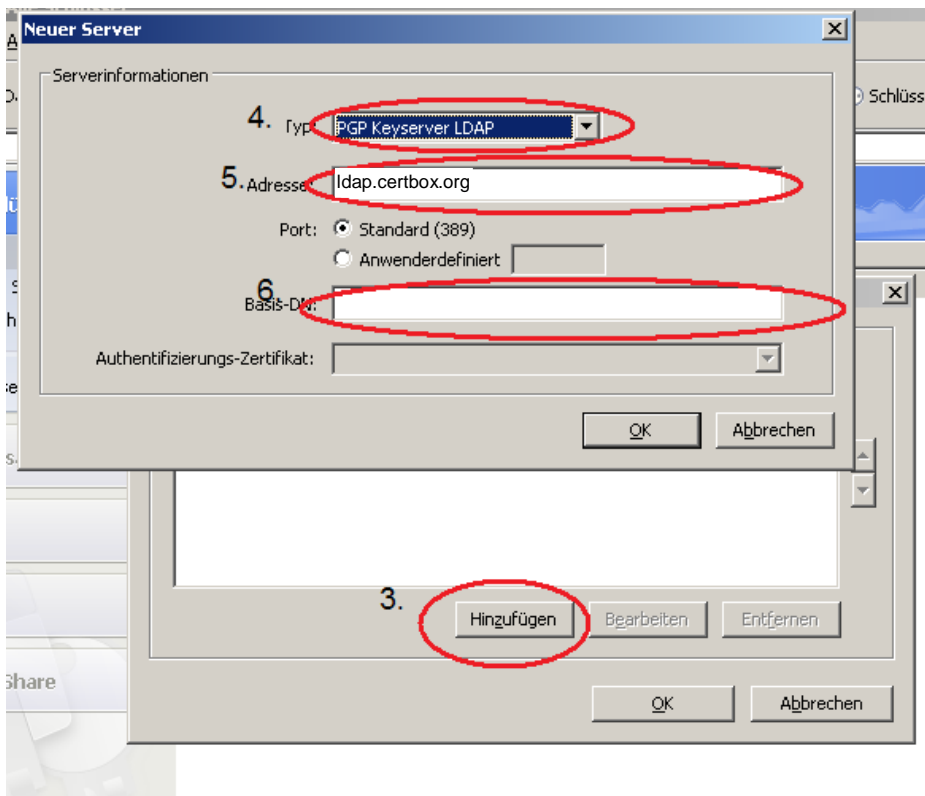 Neuer Server
Serverinformationen
4. Typ: PGP Keyserver LDAP
Schlüss
5. Adresse: ldap.certbox.org
Port: Standard (389)
Anwenderdefiniert
6.
Basis-DN:
Authentifizierungs-Zertifikat:
OK Abbrechen
3.
Hinzufügen Bearbeiten Entfernen
Share
OK Abbrechen